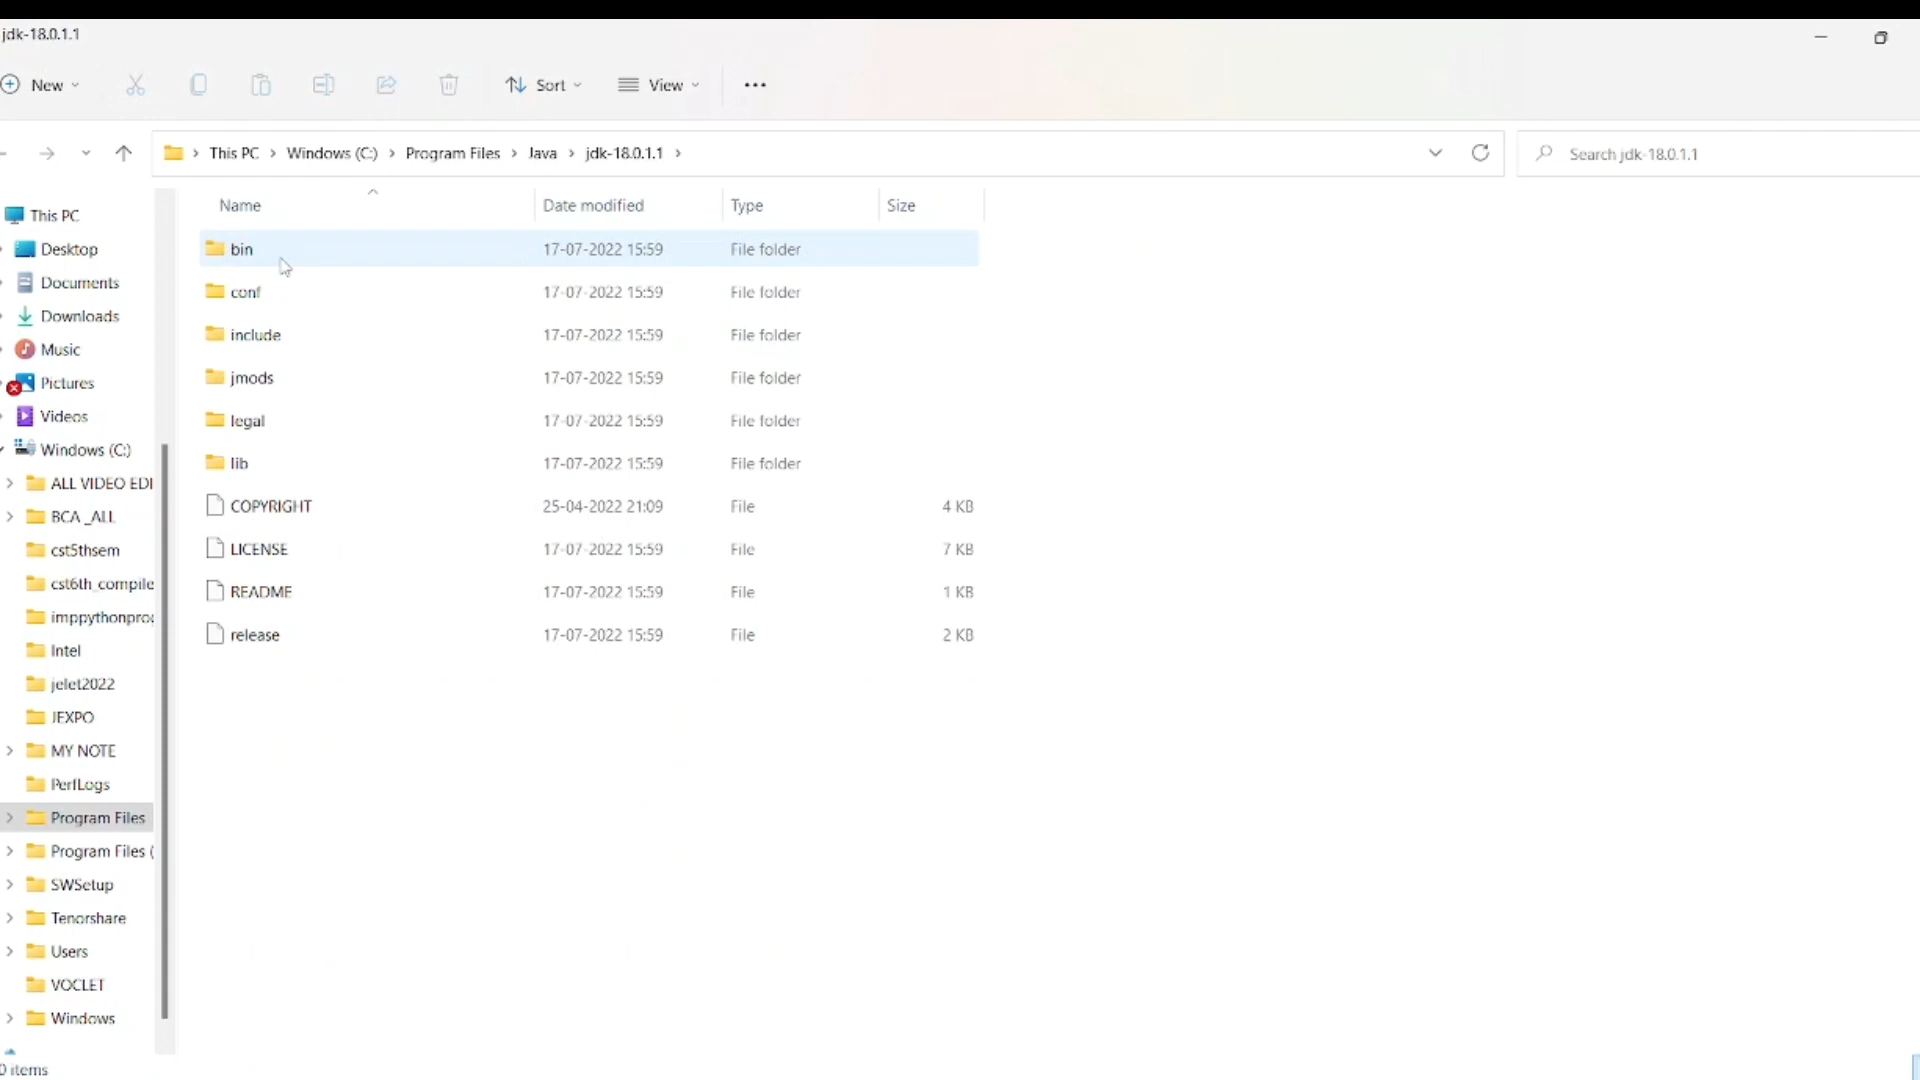 jdk-18.0.1.1
New Sort View
This PC > Windows (C:) > Program Files > Java > jdk-18.0.1.1 >
Search jdk-18.0.1.1
Name Date modified Type Size
bin 17-07-2022 15:59 File folder
conf 17-07-2022 15:59 File folder
include 17-07-2022 15:59 File folder
jmods 17-07-2022 15:59 File folder
legal 17-07-2022 15:59 File folder
lib 17-07-2022 15:59 File folder
COPYRIGHT 25-04-2022 21:09 File 4 KB
LICENSE 17-07-2022 15:59 File 7 KB
README 17-07-2022 15:59 File 1 KB
release 17-07-2022 15:59 File 2 KB
This PC
Desktop
Documents
Downloads
Music
Pictures
Videos
Windows (C:)
ALL VIDEO EDI
BCA _ALL
cst5thsem
cst6th_compile
imppythonpro
Intel
jelet2022
JEXPO
MY NOTE
PerfLogs
Program Files
Program Files (
SWSetup
Tenorshare
Users
VOCLET
Windows
0 items